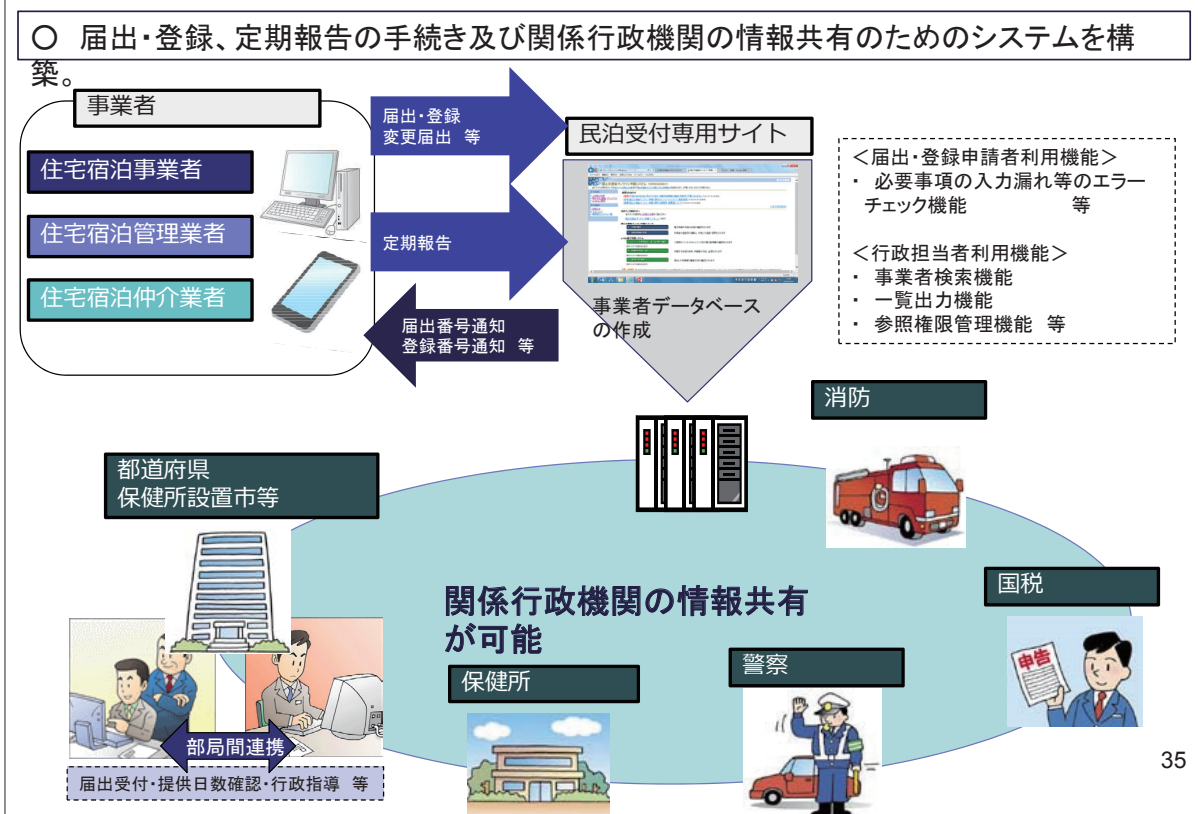 〇 届出・登録、定期報告の手続き及び関係行政機関の情報共有のためのシステムを構
築。
事業者
住宅宿泊事業者
住宅宿泊管理業者
住宅宿泊仲介業者
届出・登録
変更届出 等
定期報告
届出番号通知
登録番号通知 等
民泊受付専用サイト
事業者データベース
の作成
＜届出・登録申請者利用機能＞
・ 必要事項の入力漏れ等のエラー
チェック機能 等
＜行政担当者利用機能＞
・ 事業者検索機能
・ 一覧出力機能
・ 参照権限管理機能 等
消防
都道府県
保健所設置市等
国税
申告
関係行政機関の情報共有
が可能
保健所
警察
部局間連携
届出受付・提供日数確認・行政指導 等
35